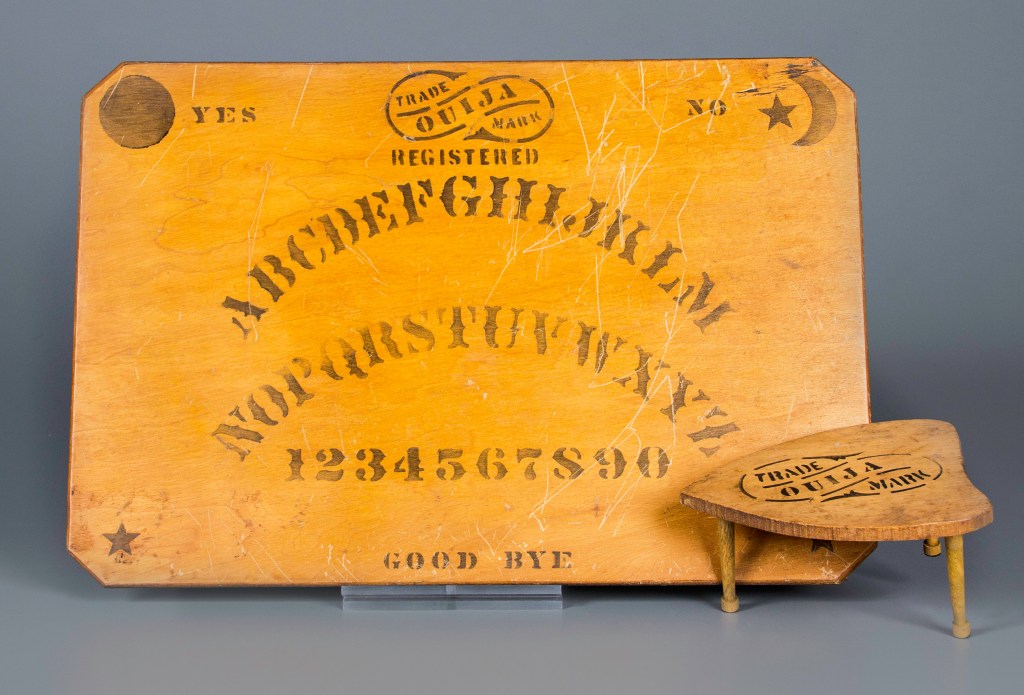 YES
TRADE
OUIJA
MARK
REGISTERED
NO
ABCDEFGHIJKLM
NOPQRSTUVWXYZ
1234567890
GOOD BYE
TRADE
OUIJA
MARK